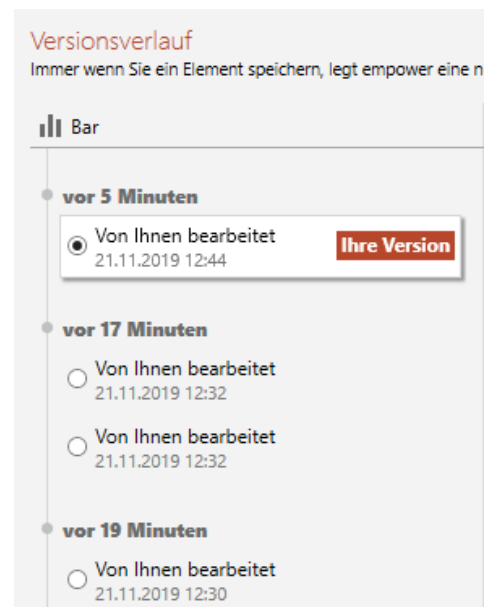 Versionsverlauf
Immer wenn Sie ein Element speichern, legt empower eine n
Bar
vor 5 Minuten
Von Ihnen bearbeitet
Ihre Version
21.11.2019 12:44
vor 17 Minuten
Von Ihnen bearbeitet
21.11.2019 12:32
Von Ihnen bearbeitet
21.11.2019 12:32
vor 19 Minuten
Von Ihnen bearbeitet
21.11.2019 12:30